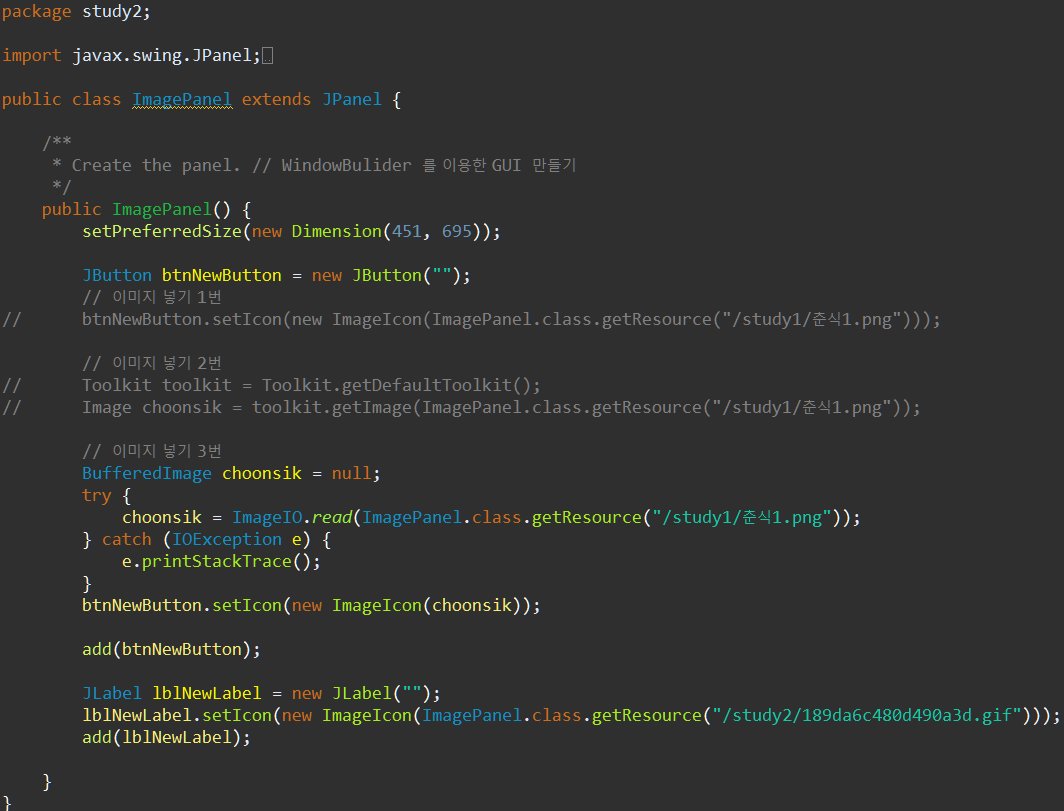 package study2;
import javax.swing.JPanel;
public class ImagePanel extends JPanel {
/**
* Create the panel. // WindowBulider 를 이용한 GUI 만들기
*/
public ImagePanel() {
setPreferredSize(new Dimension(451, 695));
JButton btnNewButton = new JButton("");
// 이미지 넣기 1번
// btnNewButton.setIcon(new ImageIcon(ImagePanel.class.getResource("/study1/춘식1.png")));
// 이미지 넣기 2번
// Toolkit toolkit = Toolkit.getDefaultToolkit();
// Image choonsik = toolkit.getImage(ImagePanel.class.getResource("/study1/춘식1.png"));
// 이미지 넣기 3번
BufferedImage choonsik = null;
try {
choonsik = ImageIO.read(ImagePanel.class.getResource("/study1/춘식1.png"));
} catch (IOException e) {
e.printStackTrace();
}
btnNewButton.setIcon(new ImageIcon(choonsik));
add(btnNewButton);
JLabel lblNewLabel = new JLabel("");
lblNewLabel.setIcon(new ImageIcon(ImagePanel.class.getResource("/study2/189da6c480d490a3d.gif")));
add(lblNewLabel);
}
}